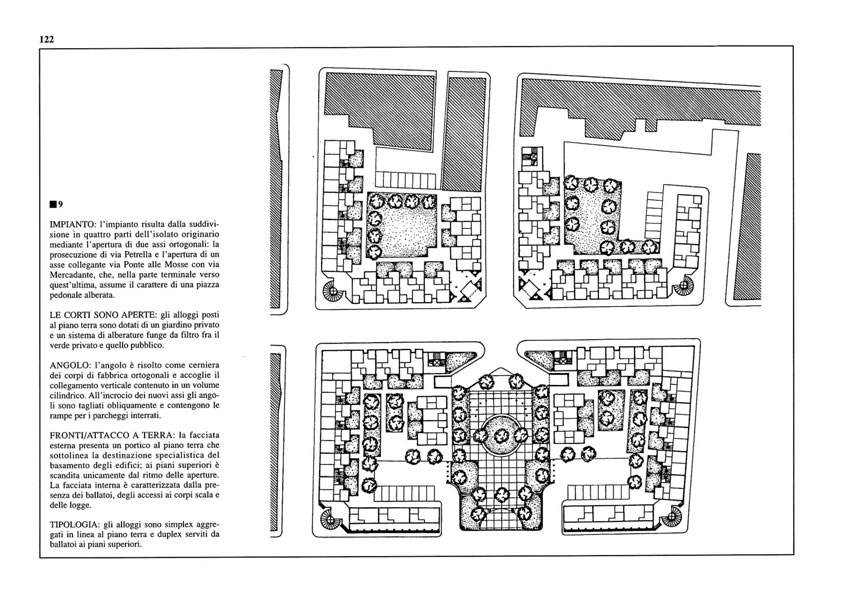 122
■ 9
IMPIANTO: l'impianto risulta dalla suddivi-
sione in quattro parti dell'isolato originario
mediante l'apertura di due assi ortogonali: la
prosecuzione di via Petrella e l'apertura di un
asse collegante via Ponte alle Mosse con via
Mercadante, che, nella parte terminale verso
quest'ultima, assume il carattere di una piazza
pedonale alberata.
LE CORTI SONO APERTE: gli alloggi posti
al piano terra sono dotati di un giardino privato
e un sistema di alberature funge da filtro fra il
verde privato e quello pubblico.
ANGOLO: l'angolo è risolto come cerniera
dei corpi di fabbrica ortogonali e accoglie il
collegamento verticale contenuto in un volume
cilindrico. All'incrocio dei nuovi assi gli ango-
li sono tagliati obliquamente e contengono le
rampe per i parcheggi interrati.
FRONTI/ATTACCO A TERRA: la facciata
esterna presenta un portico al piano terra che
sottolinea la destinazione specialistica del
basamento degli edifici; ai piani superiori è
scandita unicamente dal ritmo delle aperture.
La facciata interna è caratterizzata dalla pre-
senza dei ballatoi, degli accessi ai corpi scala e
delle logge.
TIPOLOGIA: gli alloggi sono simplex aggre-
gati in linea al piano terra e duplex serviti da
ballatoi ai piani superiori.